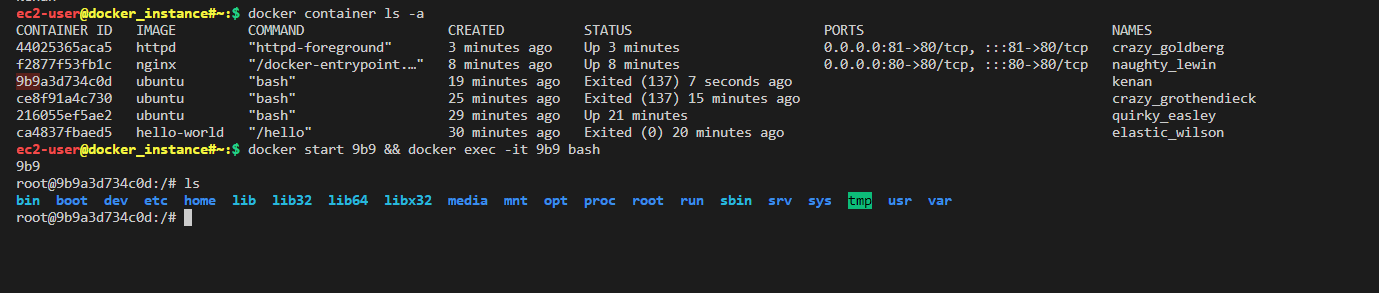 ec2-user@docker_instance#~:$ docker container ls -a
CONTAINER ID   IMAGE         COMMAND                  CREATED          STATUS                        PORTS                               NAMES
44025365aca5   httpd         "httpd-foreground"       3 minutes ago    Up 3 minutes                  0.0.0.0:81->80/tcp, :::81->80/tcp   crazy_goldberg
f2877f53fb1c   nginx         "/docker-entrypoint.…"   8 minutes ago    Up 8 minutes                  0.0.0.0:80->80/tcp, :::80->80/tcp   naughty_lewin
9b9a3d734c0d   ubuntu        "bash"                   19 minutes ago   Exited (137) 7 seconds ago                                        kenan
ce8f91a4c730   ubuntu        "bash"                   25 minutes ago   Exited (137) 15 minutes ago                                       crazy_grothendieck
216055ef5ae2   ubuntu        "bash"                   29 minutes ago   Up 21 minutes                                                     quirky_easley
ca4837fbaed5   hello-world   "/hello"                 30 minutes ago   Exited (0) 20 minutes ago                                         elastic_wilson
ec2-user@docker_instance#~:$ docker start 9b9 && docker exec -it 9b9 bash
9b9
root@9b9a3d734c0d:/# ls
bin  boot  dev  etc  home  lib  lib32  lib64  libx32  media  mnt  opt  proc  root  run  sbin  srv  sys  tmp  usr  var
root@9b9a3d734c0d:/#